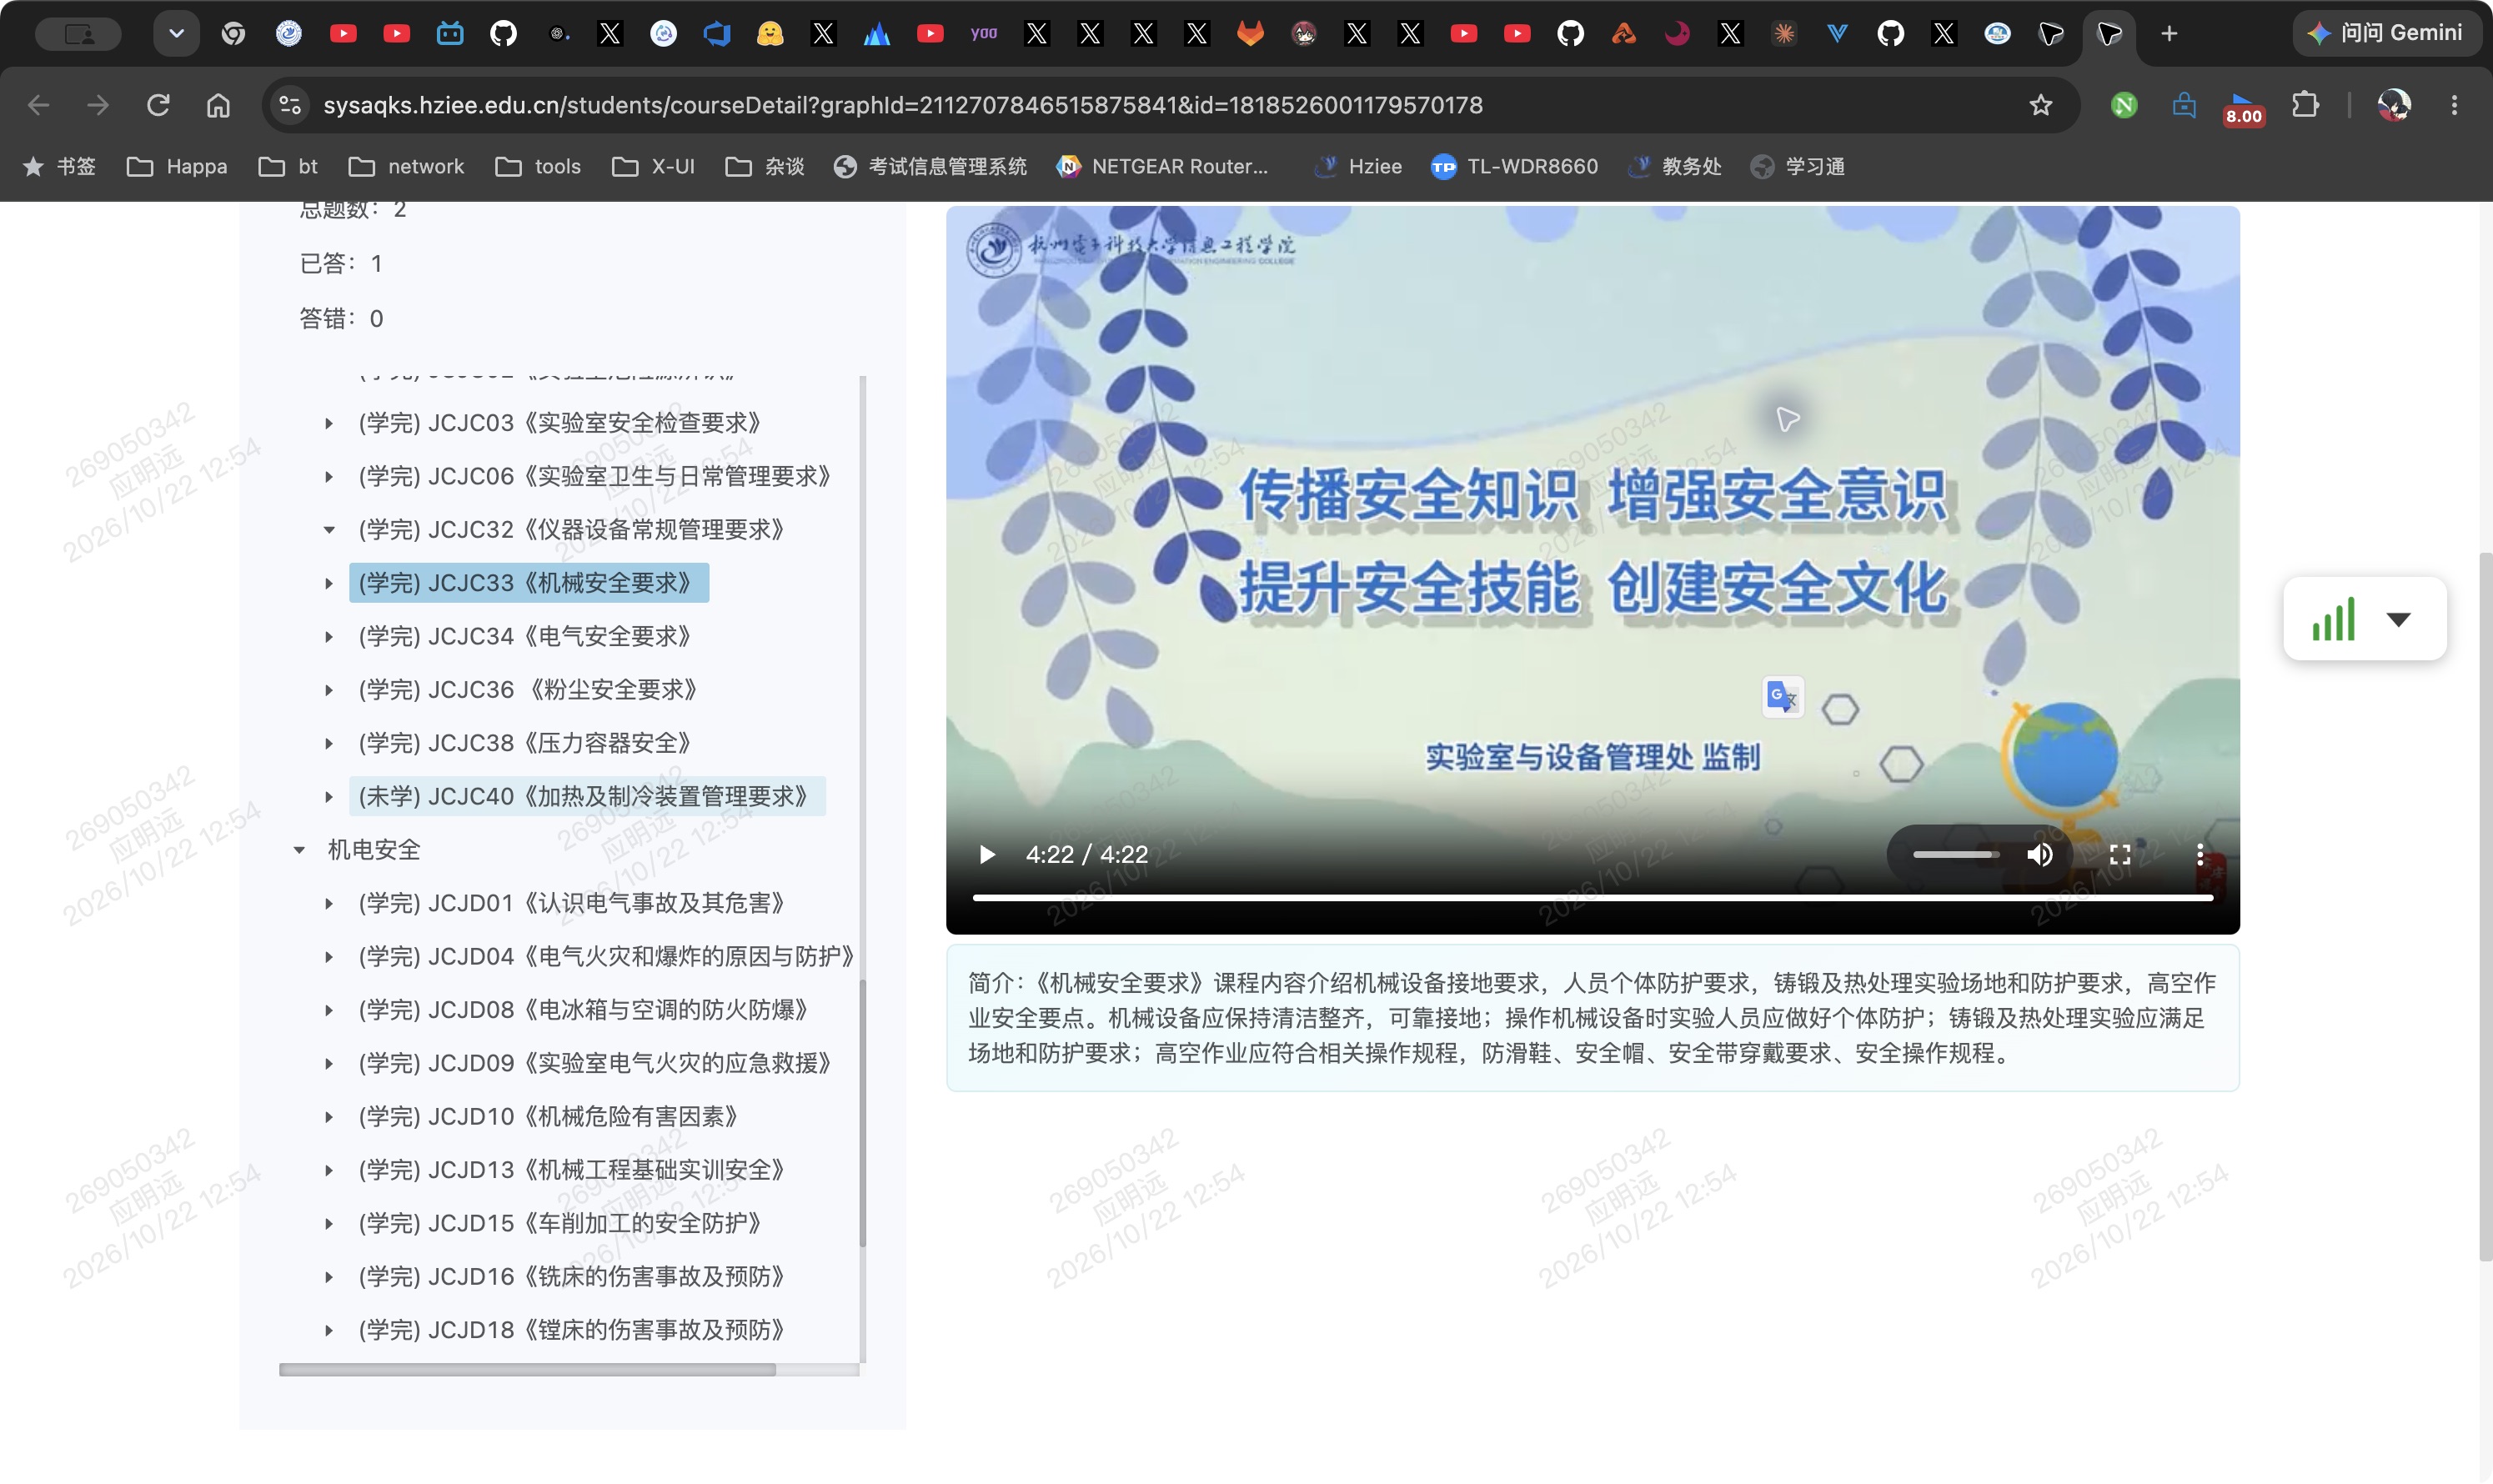 yoo
问问 Gemini
sysaqks.hziee.edu.cn/students/courseDetail?graphId=2112707846515875841&id=1818526001179570178
N
8.00
书签
Happa
bt
network
tools
X-UI
杂谈
考试信息管理系统
NETGEAR Router...
Hziee
TP
TL-WDR8660
教务处
学习通
总题数：2
已答：1
答错：0
(学完) JCJC03《实验室安全检查要求》
(学完) JCJC06《实验室卫生与日常管理要求》
(学完) JCJC32《仪器设备常规管理要求》
(学完) JCJC33《机械安全要求》
(学完) JCJC34《电气安全要求》
(学完) JCJC36 《粉尘安全要求》
(学完) JCJC38《压力容器安全》
(未学) JCJC40《加热及制冷装置管理要求》
机电安全
(学完) JCJD01《认识电气事故及其危害》
(学完) JCJD04《电气火灾和爆炸的原因与防护》
(学完) JCJD08《电冰箱与空调的防火防爆》
(学完) JCJD09《实验室电气火灾的应急救援》
(学完) JCJD10《机械危险有害因素》
(学完) JCJD13《机械工程基础实训安全》
(学完) JCJD15《车削加工的安全防护》
(学完) JCJD16《铣床的伤害事故及预防》
(学完) JCJD18《镗床的伤害事故及预防》
杭州电子科技大学信息工程学院
传播安全知识 增强安全意识
提升安全技能 创建安全文化
实验室与设备管理处 监制
4:22 / 4:22
简介：《机械安全要求》课程内容介绍机械设备接地要求，人员个体防护要求，铸锻及热处理实验场地和防护要求，高空作
业安全要点。机械设备应保持清洁整齐，可靠接地；操作机械设备时实验人员应做好个体防护；铸锻及热处理实验应满足
场地和防护要求；高空作业应符合相关操作规程，防滑鞋、安全帽、安全带穿戴要求、安全操作规程。
269050342
应明远
2026/10/22 12:54